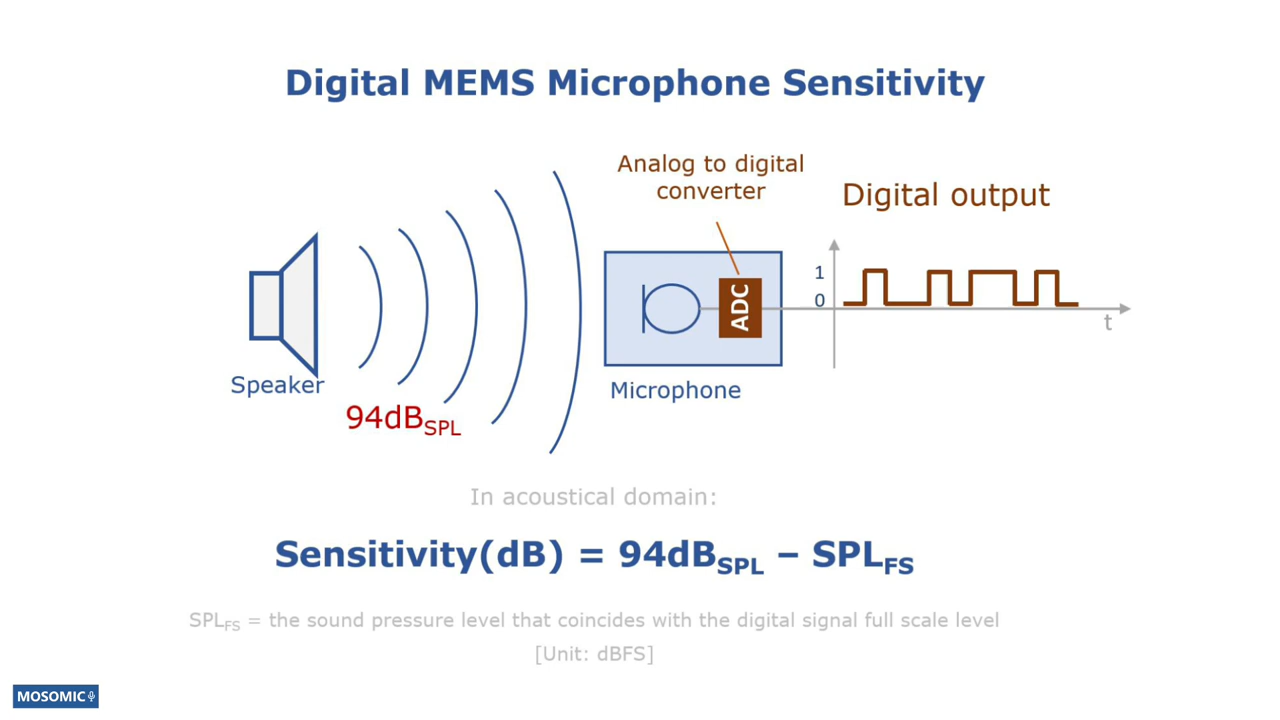 Digital MEMS Microphone Sensitivity
Analog to digital
converter
Digital output
ADC
1
0
t
Speaker
Microphone
94dBSPL
In acoustical domain:
Sensitivity(dB) = 94dBSPL – SPLFS
SPLFS = the sound pressure level that coincides with the digital signal full scale level
[Unit: dBFS]
MOSOMIC